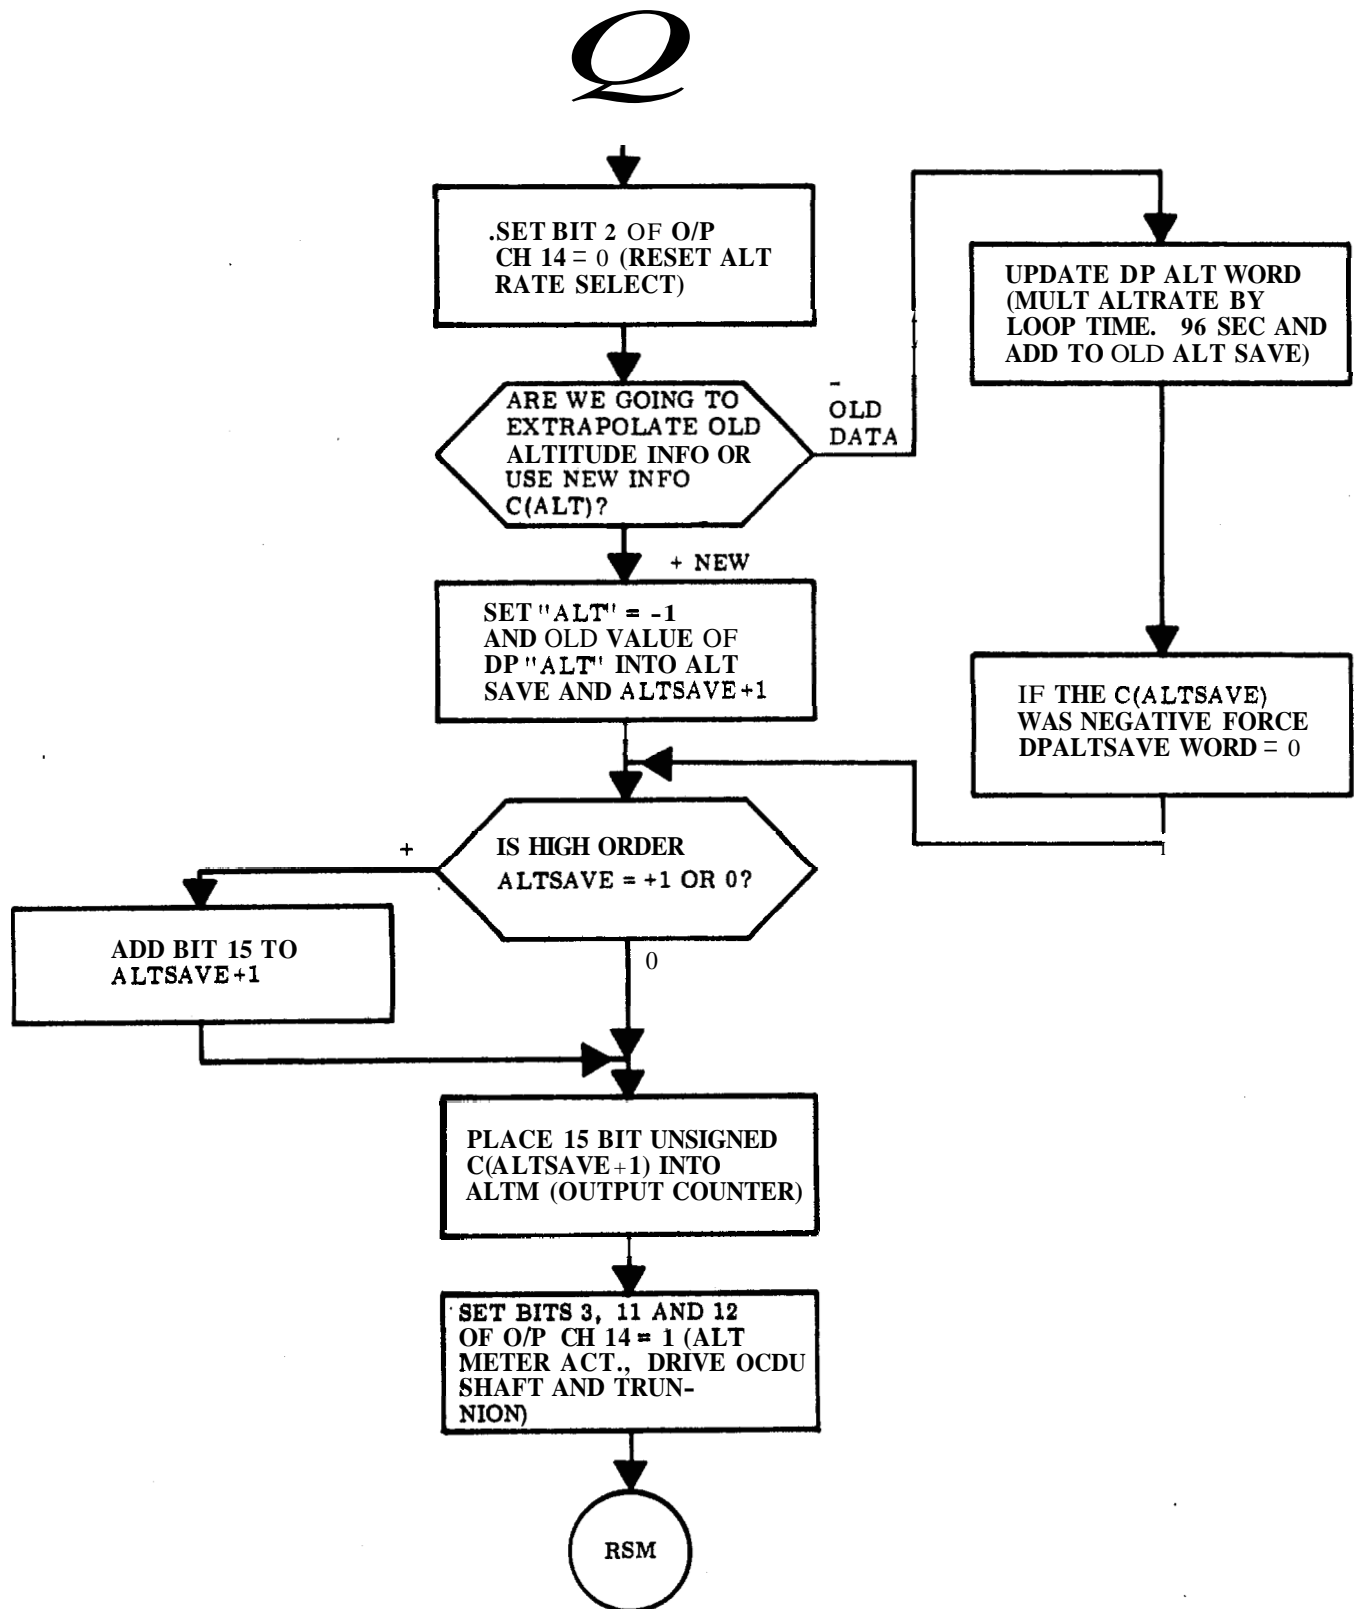 Q
.SET BIT 2 OF O/P
CH 14 = 0 (RESET ALT
RATE SELECT)
UPDATE DP ALT WORD
(MULT ALTRATE BY
LOOP TIME. 96 SEC AND
ADD TO OLD ALT SAVE)
ARE WE GOING TO
EXTRAPOLATE OLD
ALTITUDE INFO OR
USE NEW INFO
C(ALT)?
-
OLD
DATA
+ NEW
SET "ALT" = -1
AND OLD VALUE OF
DP "ALT" INTO ALT
SAVE AND ALTSAVE+1
IF THE C(ALTSAVE)
WAS NEGATIVE FORCE
DPALTSAVE WORD = 0
IS HIGH ORDER
ALTSAVE = +1 OR 0?
+
0
ADD BIT 15 TO
ALTSAVE+1
PLACE 15 BIT UNSIGNED
C(ALTSAVE+1) INTO
ALTM (OUTPUT COUNTER)
SET BITS 3, 11 AND 12
OF O/P CH 14 = 1 (ALT
METER ACT., DRIVE OCDU
SHAFT AND TRUN-
NION)
RSM